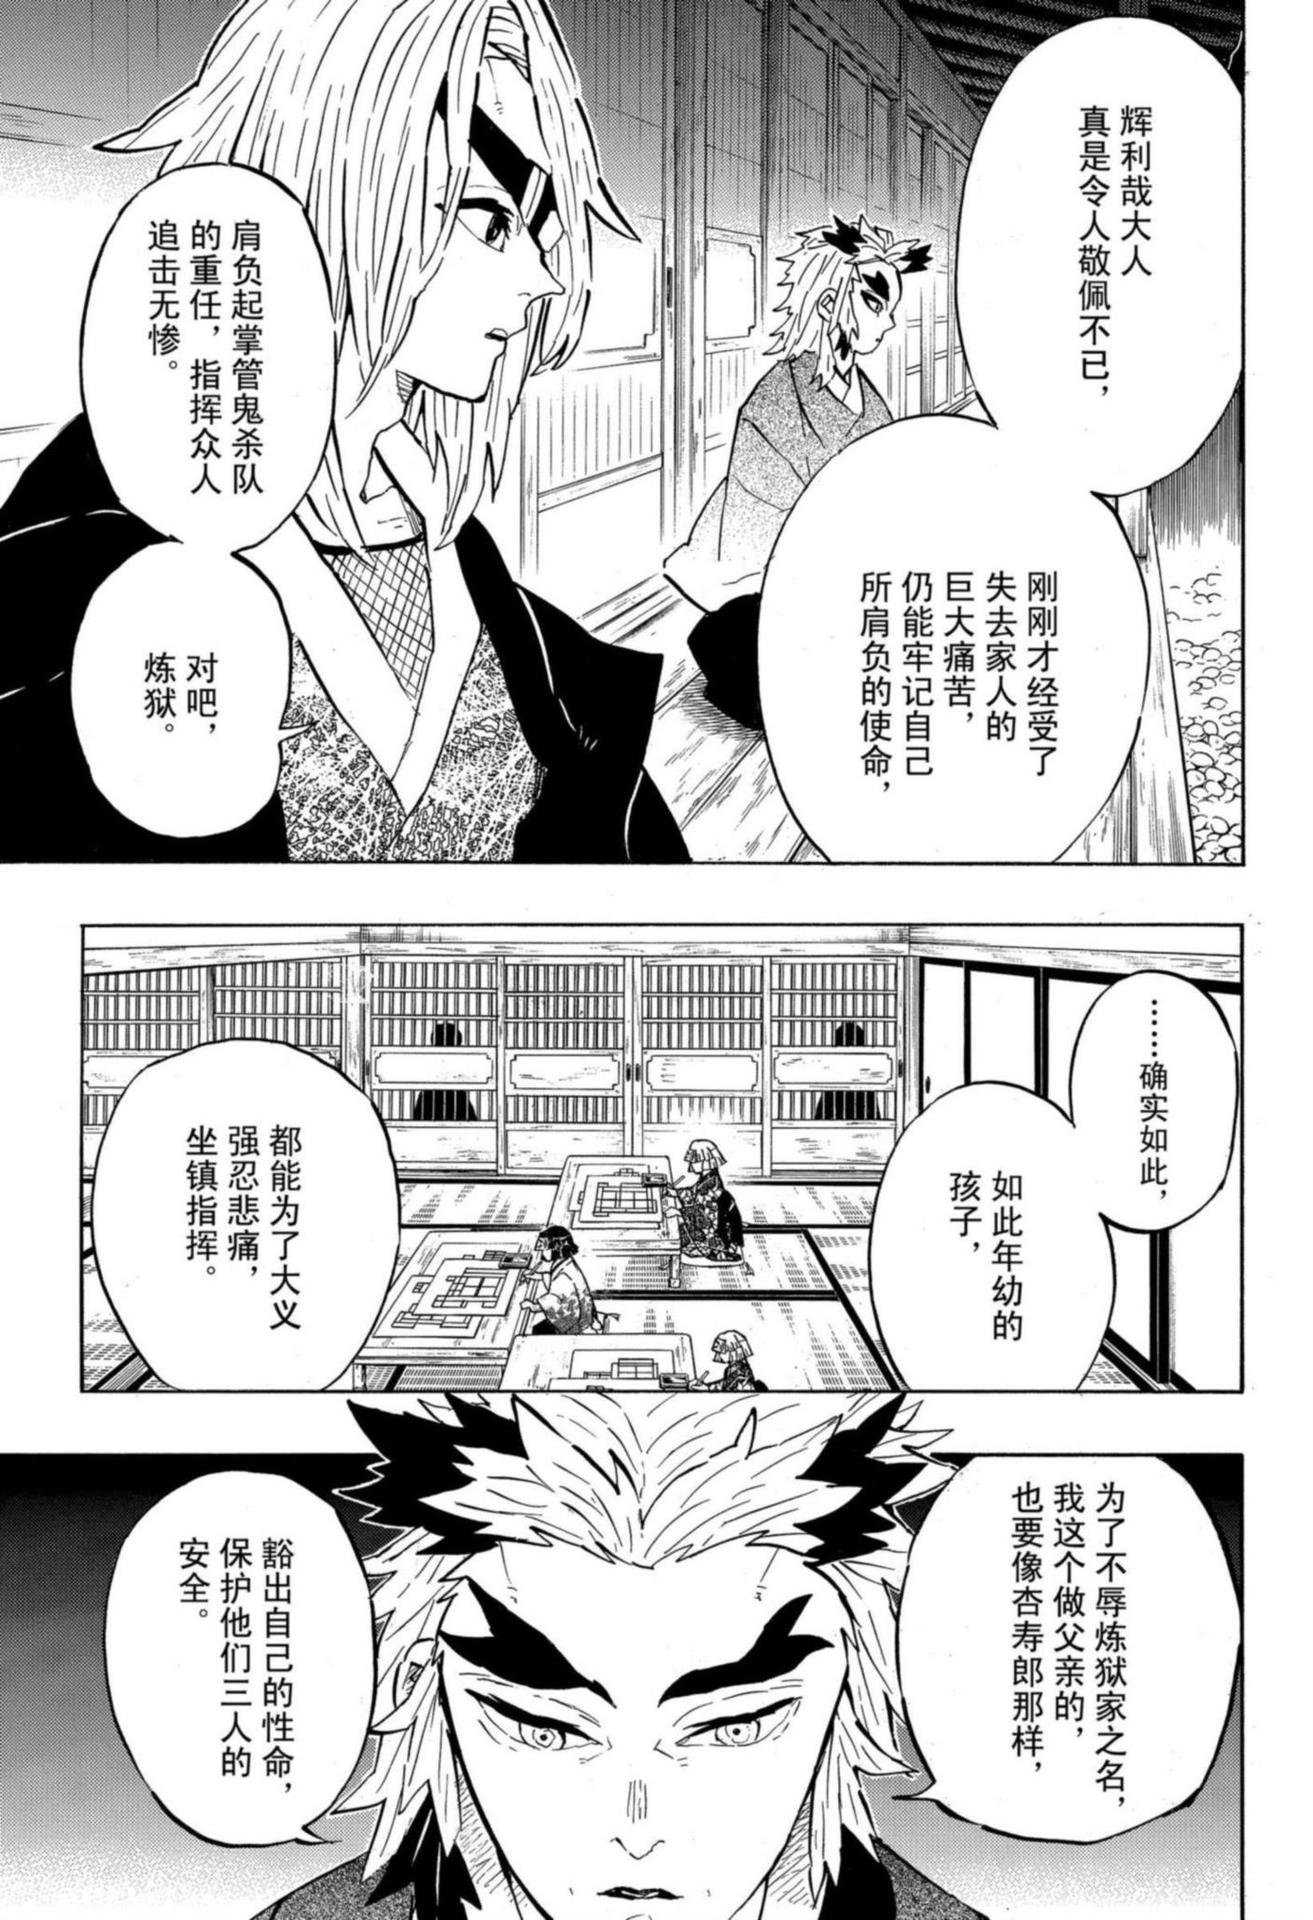 辉利哉大人
真是令人敬佩不已，
刚刚才经受了
失去家人的
巨大痛苦，
仍能牢记自己
所肩负的使命，
肩负起掌管鬼杀队
的重任，指挥众人
追击无惨。
对吧，
炼狱。
……确实如此，
如此年幼的
孩子，
都能为了大义
强忍悲痛，
坐镇指挥。
为了不辱炼狱家之名，
我这个做父亲的，
也要像杏寿郎那样，
豁出自己的性命，
保护他们三人的
安全。